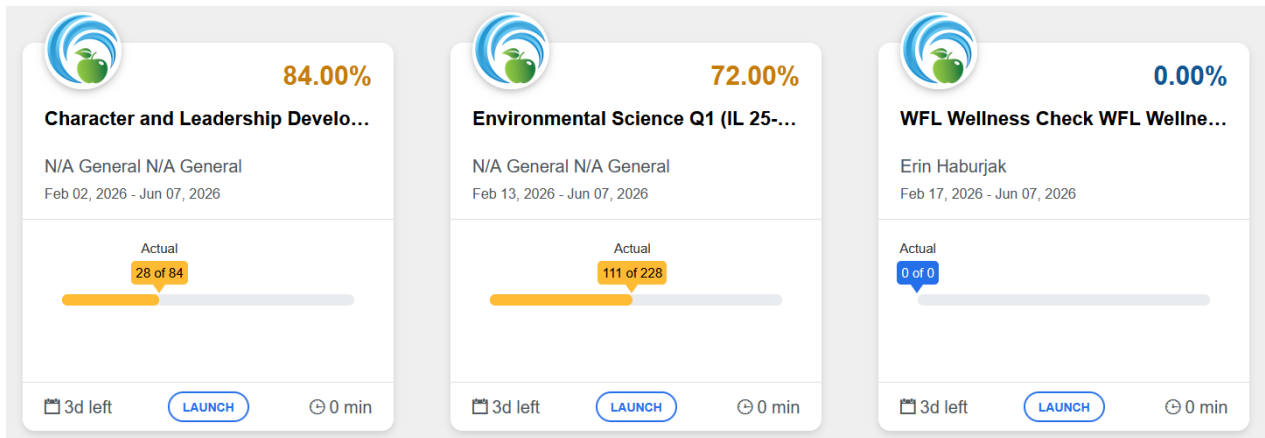 84.00%
Character and Leadership Develo...
N/A General N/A General
Feb 02, 2026 - Jun 07, 2026
Actual
28 of 84
3d left
LAUNCH
0 min
72.00%
Environmental Science Q1 (IL 25-...
N/A General N/A General
Feb 13, 2026 - Jun 07, 2026
Actual
111 of 228
3d left
LAUNCH
0 min
0.00%
WFL Wellness Check WFL Wellne...
Erin Haburjak
Feb 17, 2026 - Jun 07, 2026
Actual
0 of 0
3d left
LAUNCH
0 min